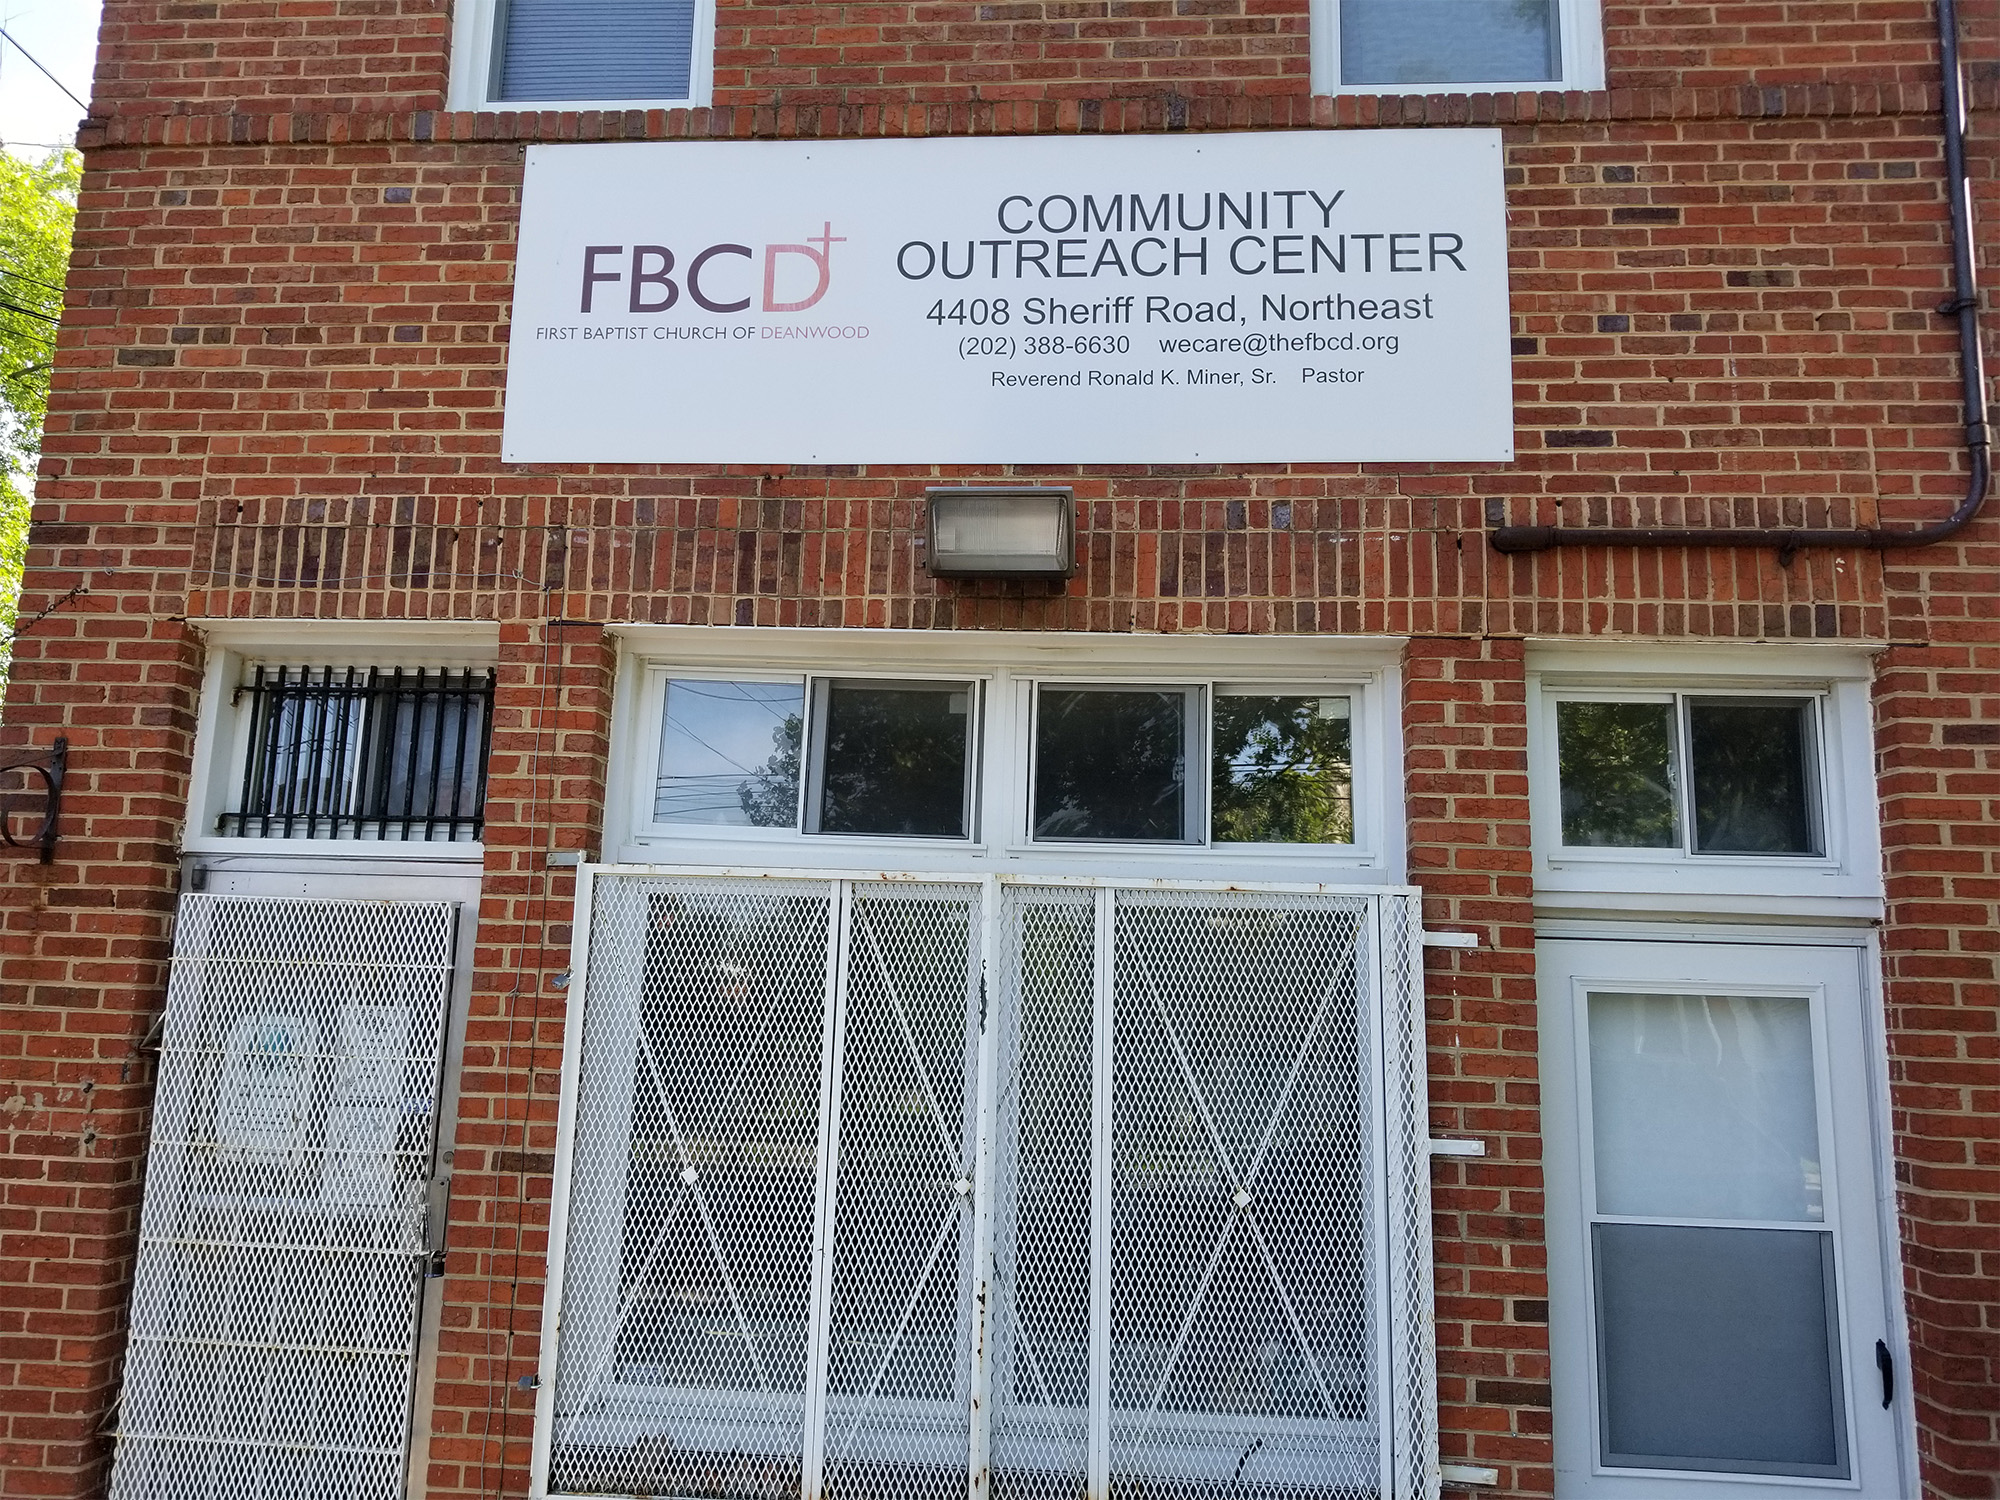 FBCD
FIRST BAPTIST CHURCH OF DEANWOOD
COMMUNITY
OUTREACH CENTER
4408 Sheriff Road, Northeast
(202) 388-6630 wecare@thefbcd.org
Reverend Ronald K. Miner, Sr. Pastor